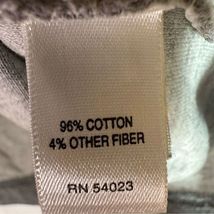 96% COTTON
4% OTHER FIBER
RN 54023